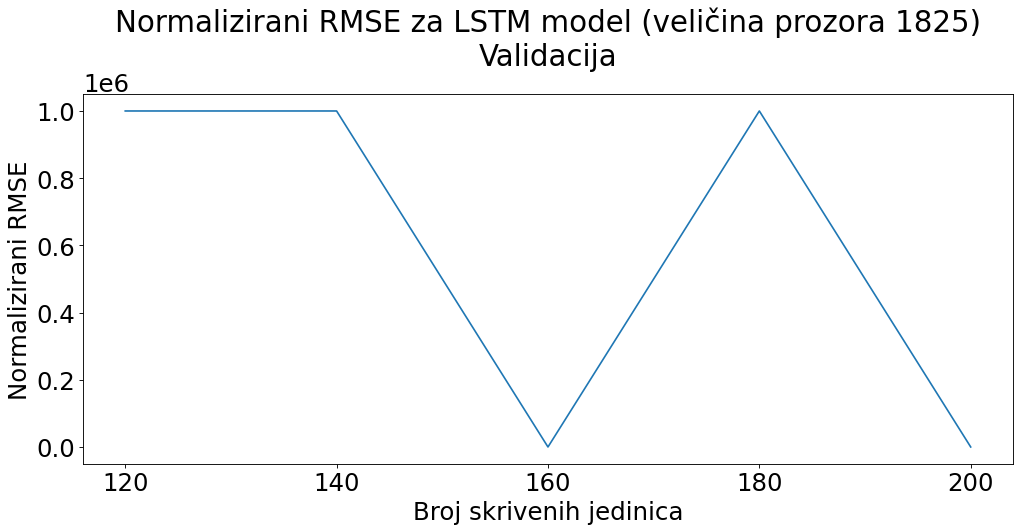 Normalizirani RMSE za LSTM model (veličina prozora 1825)
Validacija
1e6
1.0
0.8
0.6
0.4
0.2
0.0
Normalizirani RMSE
120 140 160 180 200
Broj skrivenih jedinica